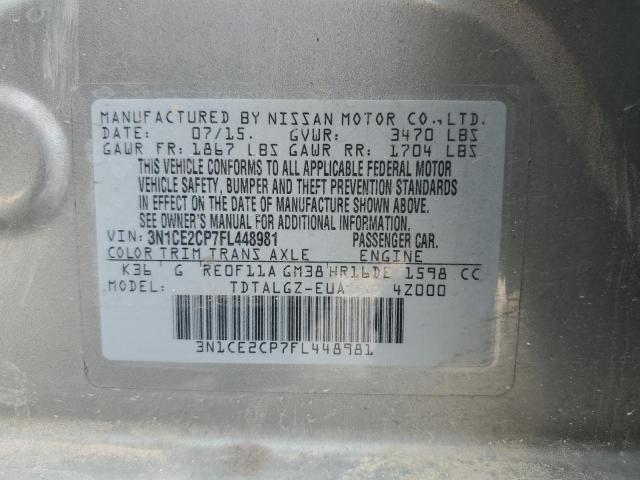 MANUFACTURED BY NISSAN MOTOR CO.,LTD.
DATE: 07/15. GVWR: 3470 LBS
GAWR FR: 1867 LBS GAWR RR: 1704 LBS
THIS VEHICLE CONFORMS TO ALL APPLICABLE FEDERAL MOTOR
VEHICLE SAFETY, BUMPER AND THEFT PREVENTION STANDARDS
IN EFFECT ON THE DATE OF MANUFACTURE SHOWN ABOVE.
SEE OWNER'S MANUAL FOR ADDITIONAL INFORMATION.
VIN: 3N1CE2CP7FL448981 PASSENGER CAR.
COLOR TRIM TRANS AXLE ENGINE
K36 G RE0F11A GM38 HR16DE 1598 CC
MODEL: TDTALGZ-EUA 4Z000
3N1CE2CP7FL448981